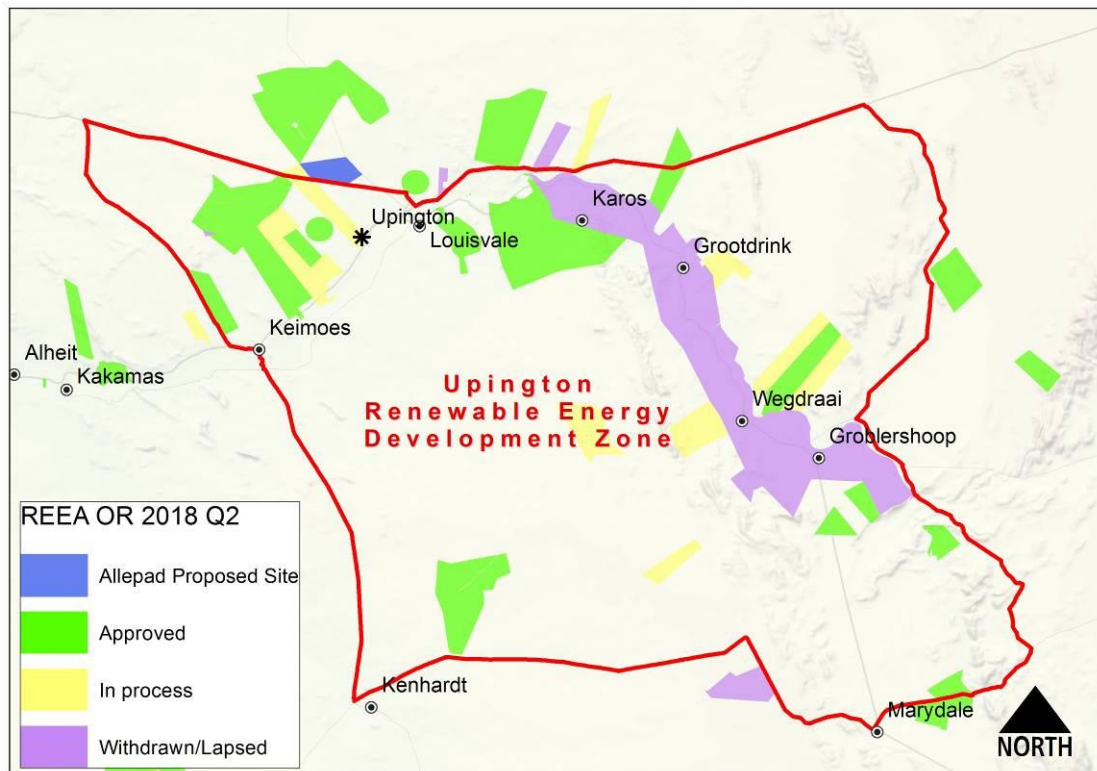 Karos
Upington
Louisvale
Grootdrink
Keimoes
Alheit
Kakamas
Upington
Renewable Energy
Development Zone
Wegdraai
Groblershoop
REEA OR 2018 Q2
Allepad Proposed Site
Approved
In process
Withdrawn/Lapsed
Kenhardt
Marydale
NORTH